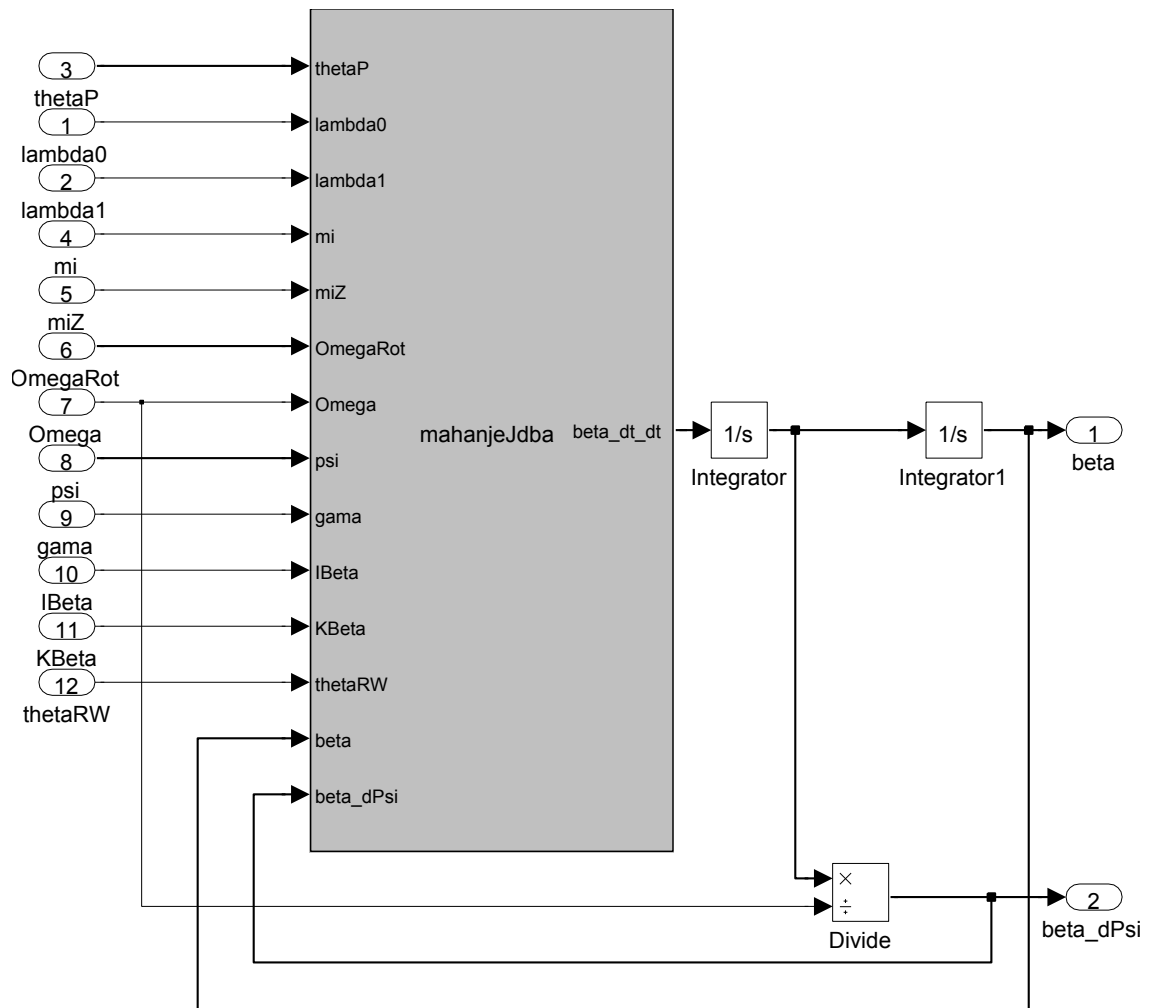 3
thetaP
1
lambda0
2
lambda1
4
mi
5
miZ
6
OmegaRot
7
Omega
8
psi
9
gama
10
IBeta
11
KBeta
12
thetaRW
thetaP
lambda0
lambda1
mi
miZ
OmegaRot
Omega
psi
gama
IBeta
KBeta
thetaRW
beta
beta_dPsi
mahanjeJdba
beta_dt_dt
1/s
Integrator
1/s
Integrator1
1
beta
×
÷
Divide
2
beta_dPsi